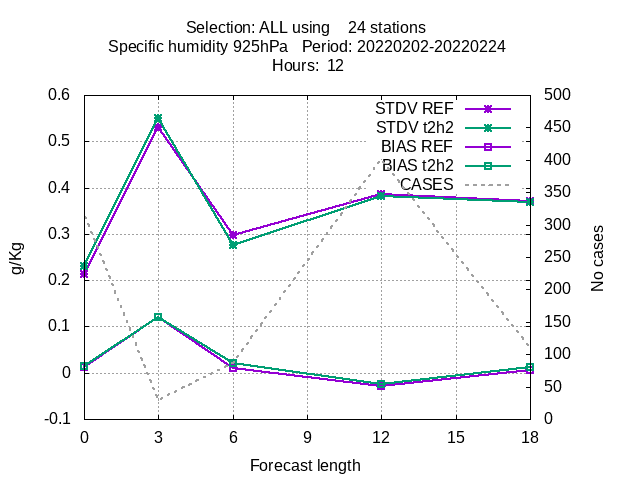 Selection: ALL using    24 stations
Specific humidity 925hPa   Period: 20220202-20220224
Hours:  12
0.6
0.5
0.4
0.3
0.2
0.1
0
-0.1
g/Kg
STDV REF
STDV t2h2
BIAS REF
BIAS t2h2
CASES
500
450
400
350
300
250
200
150
100
50
0
No cases
0 3 6 9 12 15 18
Forecast length